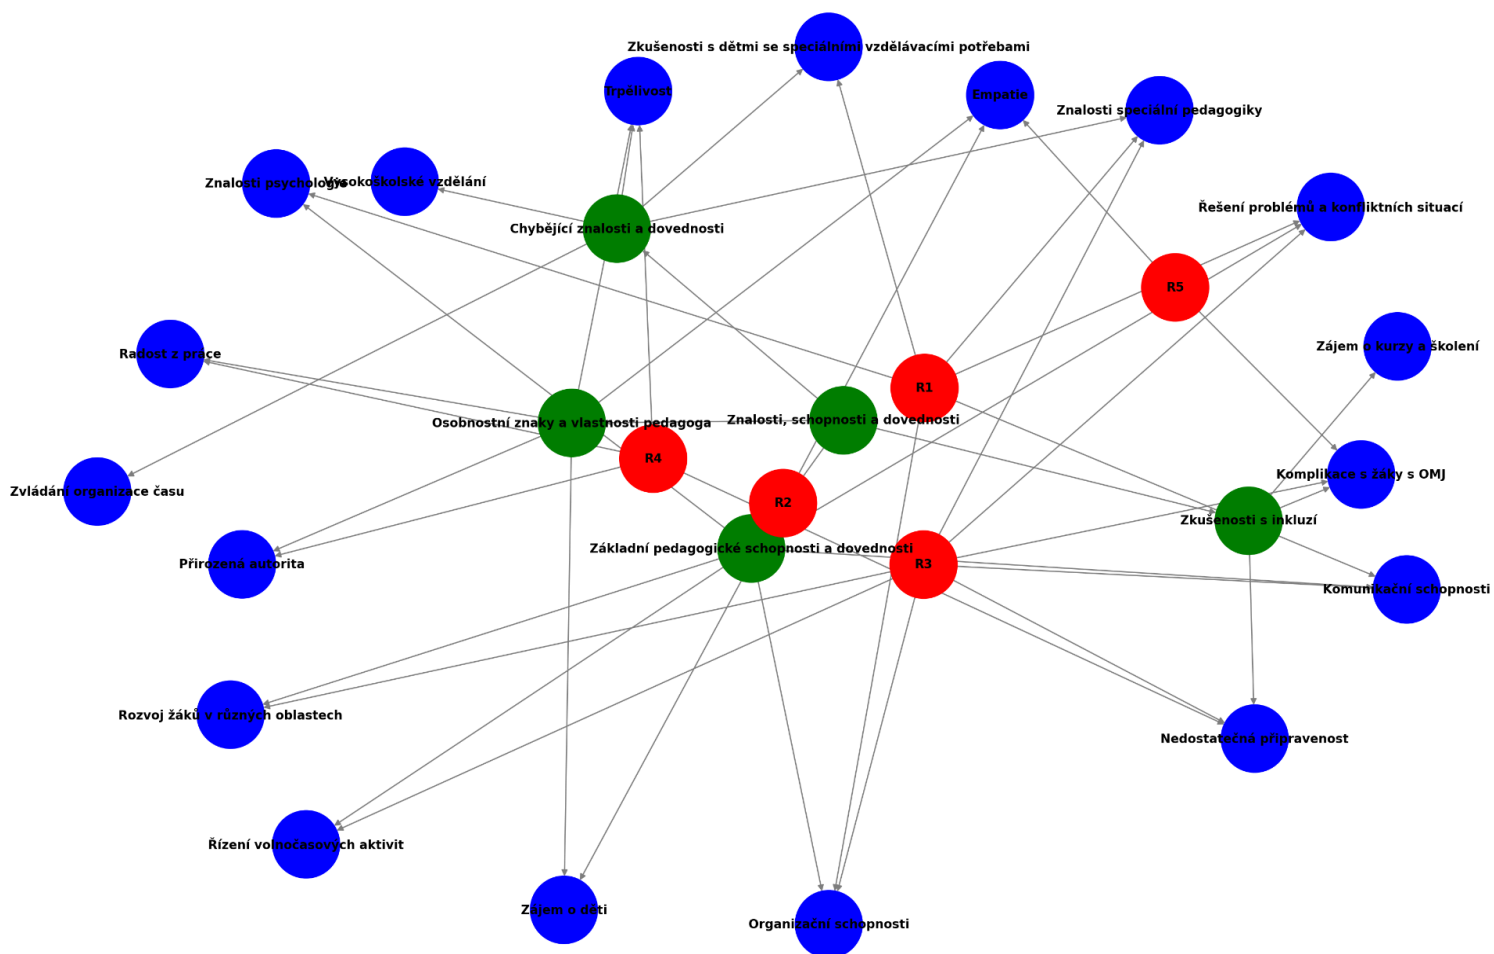 Zkušenosti s dětmi se speciálními vzdělávacími potřebami
Trpělivost
Empatie
Znalosti speciální pedagogiky
Znalosti psychologie
Vysokoškolské vzdělání
Řešení problémů a konfliktních situací
Chybějící znalosti a dovednosti
R5
Zájem o kurzy a školení
Radost z práce
R1
Osobnostní znaky a vlastnosti pedagoga
Znalosti, schopnosti a dovednosti
R4
Komplikace s žáky s OMJ
Zvládání organizace času
R2
Zkušenosti s inkluzí
Základní pedagogické schopnosti a dovednosti
Přirozená autorita
R3
Komunikační schopnosti
Rozvoj žáků v různých oblastech
Nedostatečná připravenost
Řízení volnočasových aktivit
Zájem o děti
Organizační schopnosti